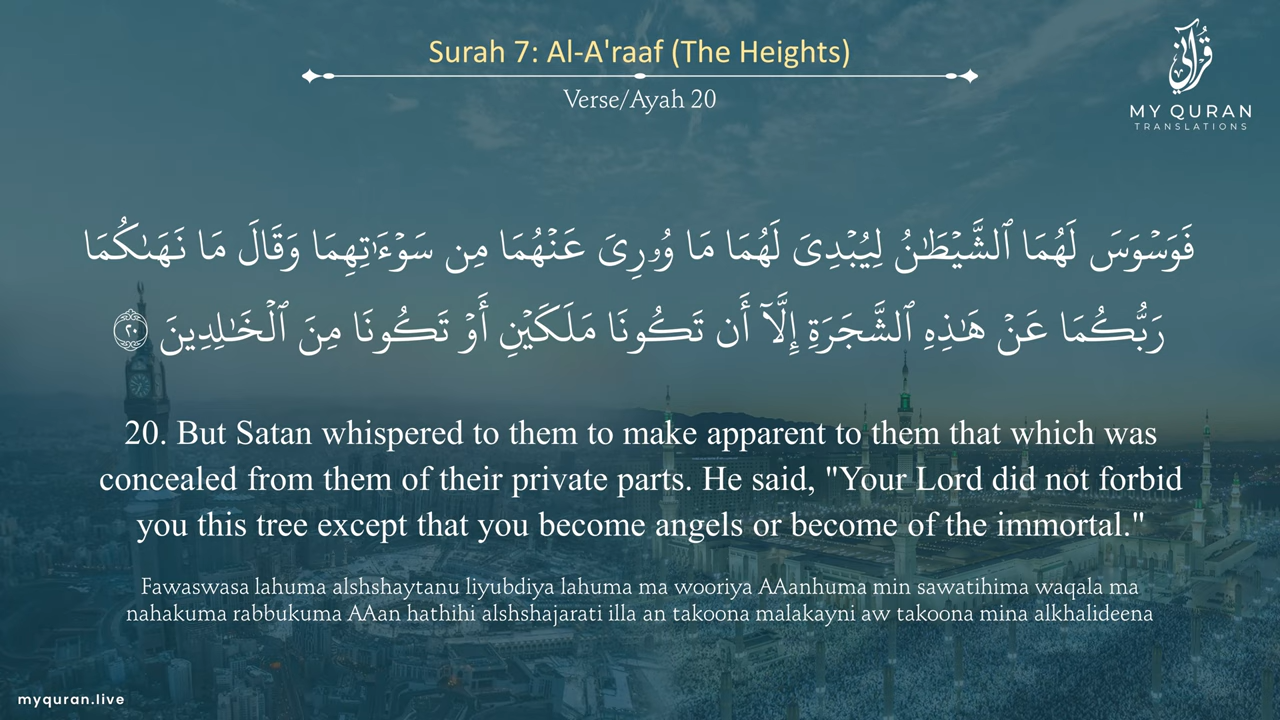 Surah 7: Al-A'raaf (The Heights)
Verse/Ayah 20
قرآني
MY QURAN
TRANSLATIONS
فَوَسْوَسَ لَهُمَا ٱلشَّيْطَـٰنُ لِيُبْدِىَ لَهُمَا مَا وُۥرِىَ عَنْهُمَا مِن سَوْءَٰتِهِمَا وَقَالَ مَا نَهَىٰكُمَا
رَبُّكُمَا عَنْ هَـٰذِهِ ٱلشَّجَرَةِ إِلَّآ أَن تَكُونَا مَلَكَيْنِ أَوْ تَكُونَا مِنَ ٱلْخَـٰلِدِينَ ٢٠
20. But Satan whispered to them to make apparent to them that which was
concealed from them of their private parts. He said, "Your Lord did not forbid
you this tree except that you become angels or become of the immortal."
Fawaswasa lahuma alshshaytanu liyubdiya lahuma ma wooriya AAanhuma min sawatihima waqala ma
nahakuma rabbukuma AAan hathihi alshshajarati illa an takoona malakayni aw takoona mina alkhalideena
myquran.live